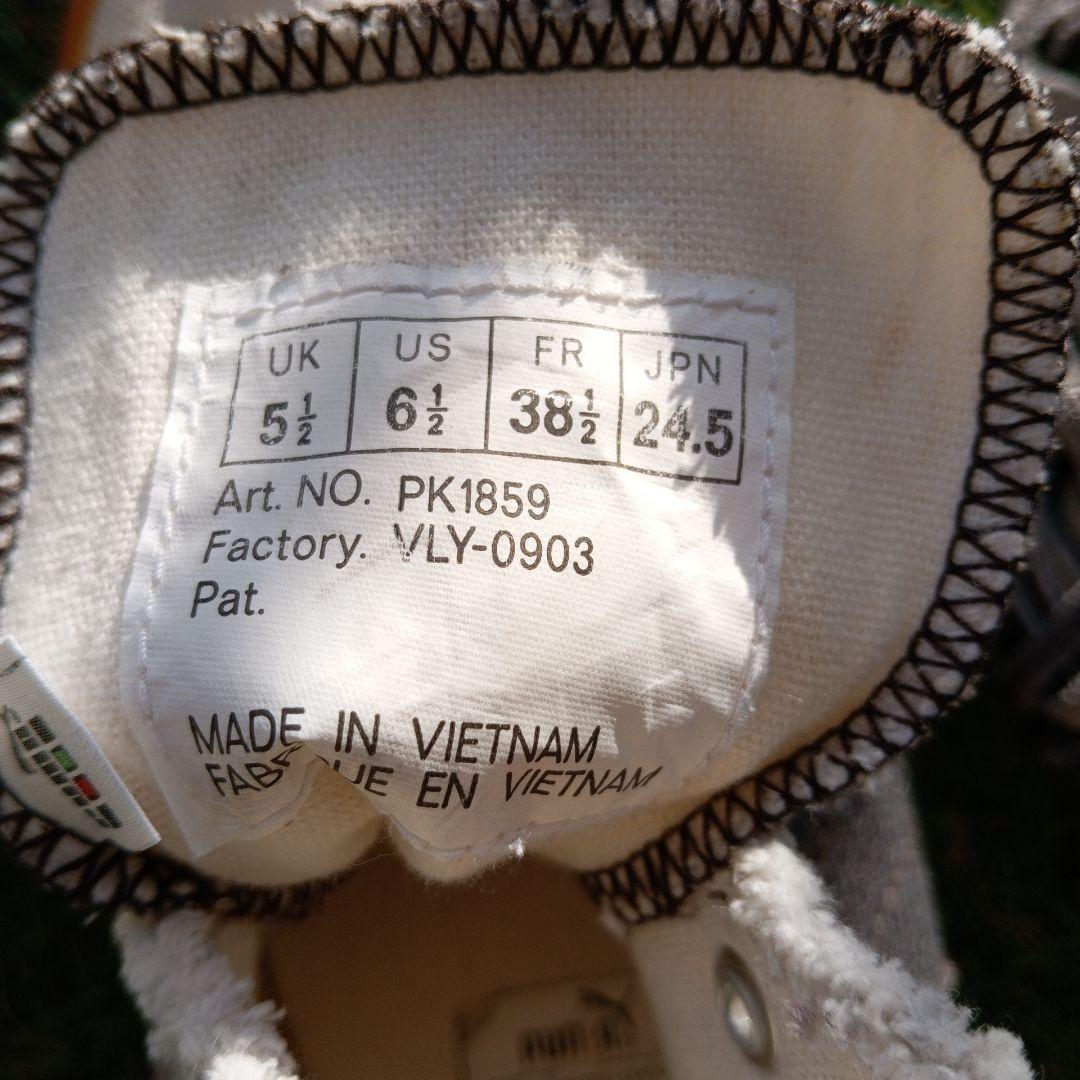 UK US FR JPN
5½ 6½ 38½ 24.5
Art. NO. PK1859
Factory. VLY-0903
Pat.
MADE IN VIETNAM
EN VIETNAM